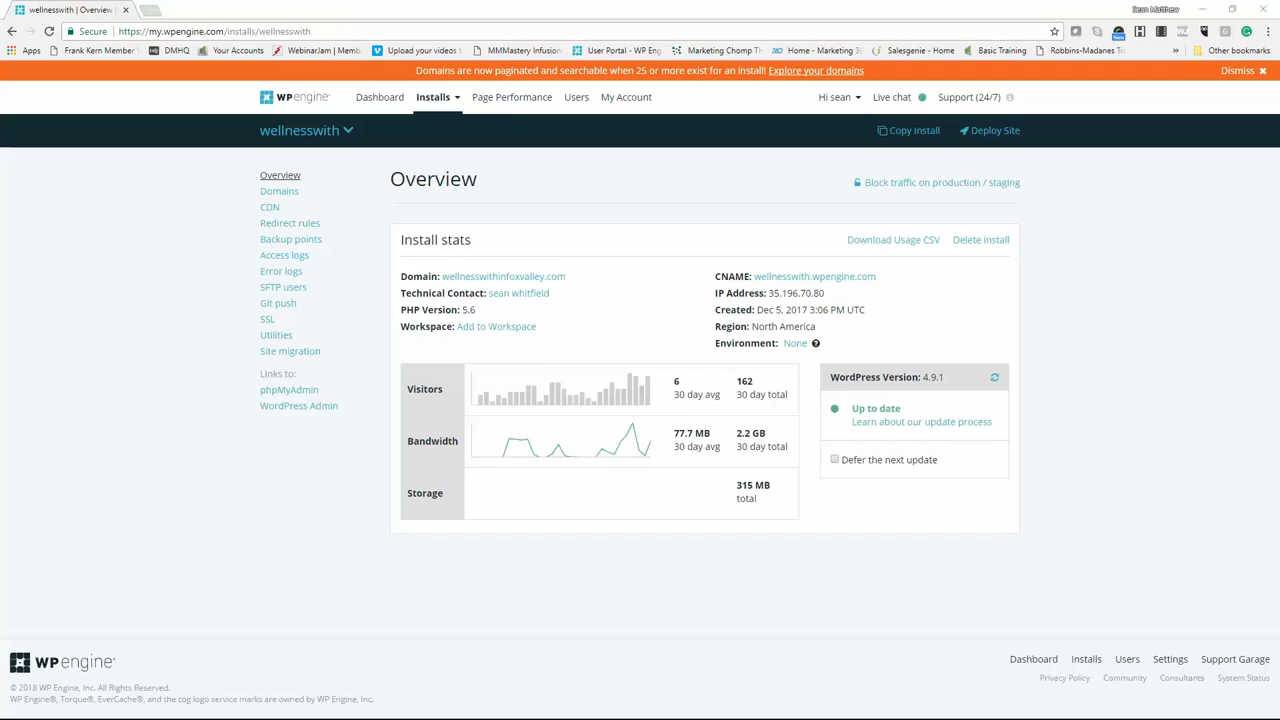 wellnesswith | Overview
Sean Matthew
Secure
https://my.wpengine.com/installs/wellnesswith
Apps
Frank Kern Member
HQ DMHQ
Your Accounts
WebinarJam | Memb
Upload your videos t
MMMastery Infusion
User Portal - WP Eng
Marketing Chomp Th
Home - Marketing 3
Salesgenie - Home
Basic Training
Robbins-Madanes Tr
»
Other bookmarks
Domains are now paginated and searchable when 25 or more exist for an install! Explore your domains
Dismiss
WPengine
Dashboard
Installs
Page Performance
Users
My Account
Hi sean
Live chat
Support (24/7)
wellnesswith
Copy Install
Deploy Site
Overview
Domains
CDN
Redirect rules
Backup points
Access logs
Error logs
SFTP users
Git push
SSL
Utilities
Site migration
Links to:
phpMyAdmin
WordPress Admin
Overview
Block traffic on production / staging
Install stats
Download Usage CSV
Delete install
Domain: wellnesswithinfoxvalley.com
Technical Contact: sean whitfield
PHP Version: 5.6
Workspace: Add to Workspace
CNAME: wellnesswith.wpengine.com
IP Address: 35.196.70.80
Created: Dec 5, 2017 3:06 PM UTC
Region: North America
Environment: None
Visitors
6
30 day avg
162
30 day total
Bandwidth
77.7 MB
30 day avg
2.2 GB
30 day total
Storage
315 MB
total
WordPress Version: 4.9.1
Up to date
Learn about our update process
Defer the next update
WPengine
© 2018 WP Engine, Inc. All Rights Reserved.
WP Engine®, Torque®, EverCache®, and the cog logo service marks are owned by WP Engine, Inc.
Dashboard
Installs
Users
Settings
Support Garage
Privacy Policy
Community
Consultants
System Status